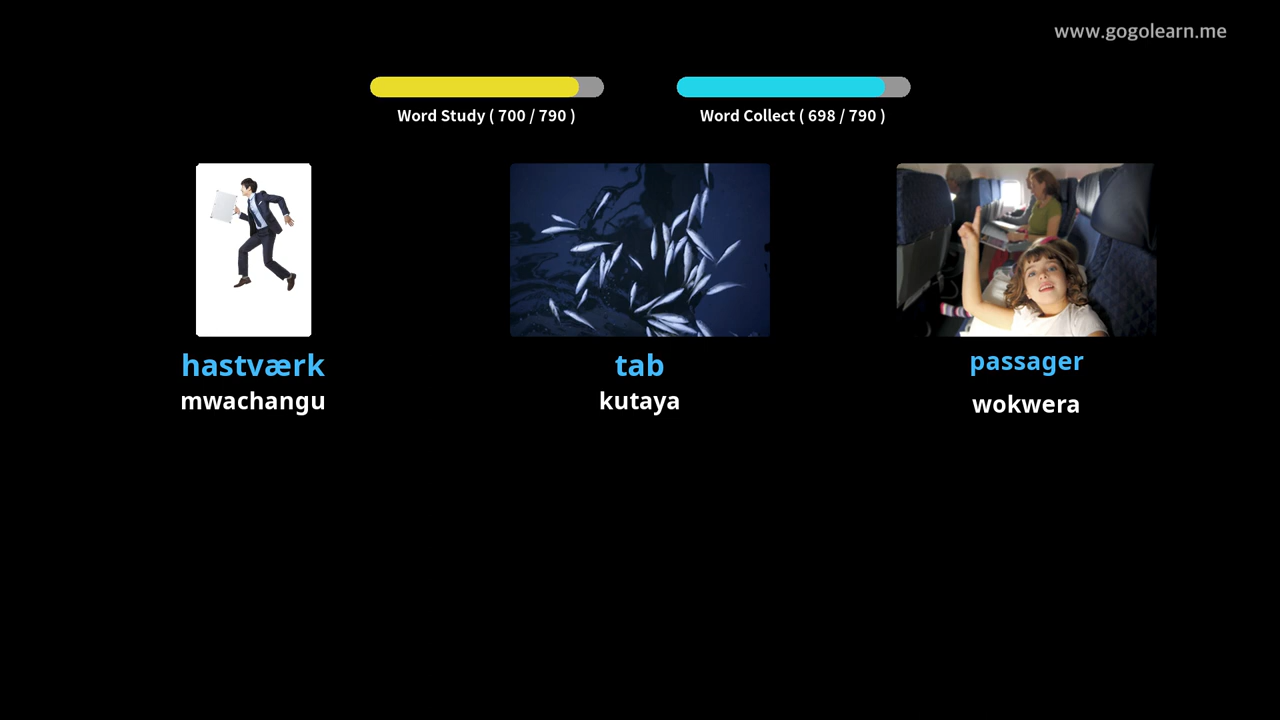 www.gogolearn.me
Word Study ( 700 / 790 )
Word Collect ( 698 / 790 )
hastværk
mwachangu
tab
kutaya
passager
wokwera